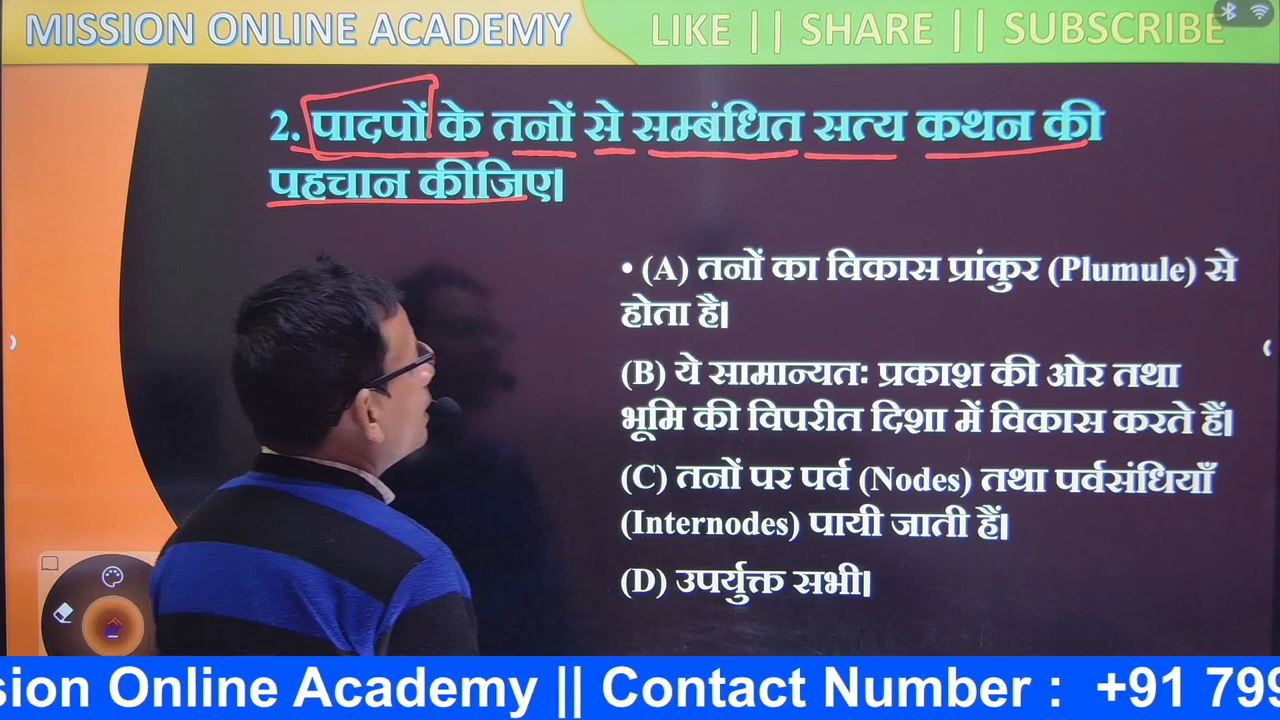 MISSION ONLINE ACADEMY
LIKE || SHARE || SUBSCRIBE
2. पादपों के तनों से सम्बंधित सत्य कथन की
पहचान कीजिए।
• (A) तनों का विकास प्रांकुर (Plumule) से
होता है।
(B) ये सामान्यतः प्रकाश की ओर तथा
भूमि की विपरीत दिशा में विकास करते हैं।
(C) तनों पर पर्व (Nodes) तथा पर्वसंधियाँ
(Internodes) पायी जाती हैं।
(D) उपर्युक्त सभी।
sion Online Academy || Contact Number : +91 799